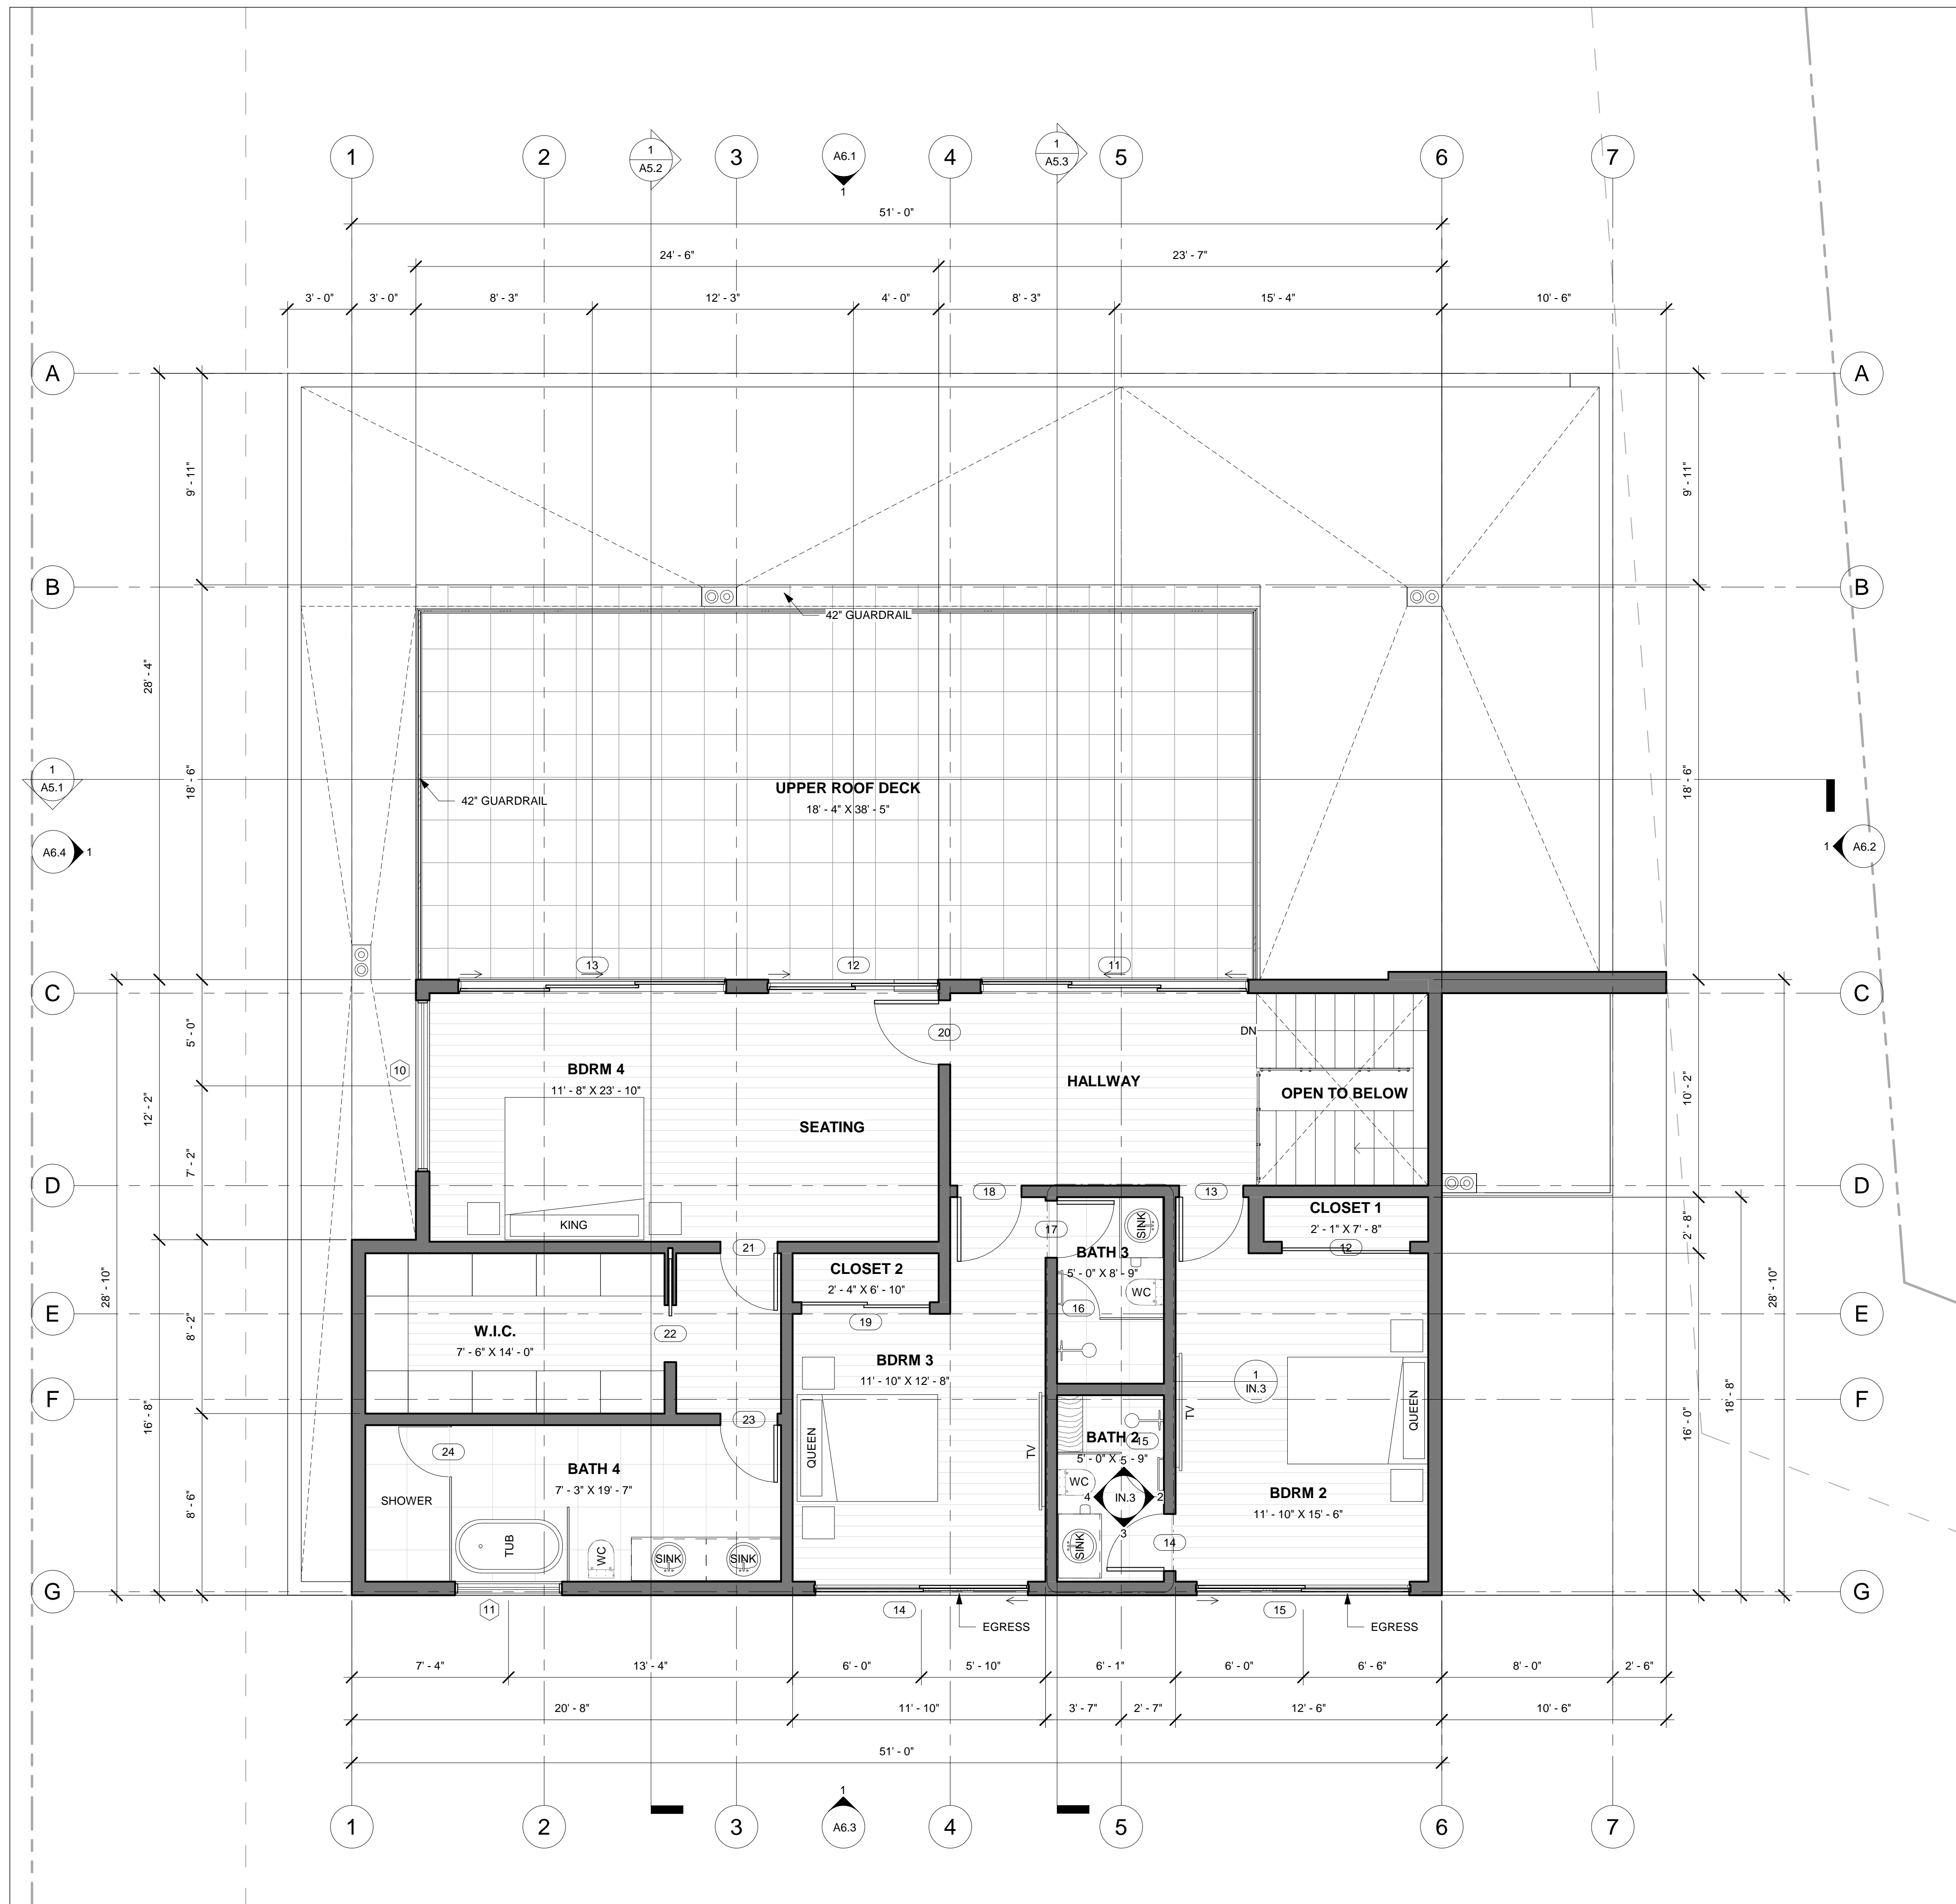 1
2
3
4
5
6
7
1
A5.2
A6.1
1
1
A5.3
51' - 0"
24' - 6"
23' - 7"
3' - 0"
3' - 0"
8' - 3"
12' - 3"
4' - 0"
8' - 3"
15' - 4"
10' - 6"
A
A
9' - 11"
9' - 11"
B
B
42" GUARDRAIL
28' - 4"
18' - 6"
18' - 6"
1
A5.1
42" GUARDRAIL
UPPER ROOF DECK
18' - 4" X 38' - 5"
A6.4
1
1
A6.2
13
12
11
C
C
5' - 0"
20
DN
10
BDRM 4
11' - 8" X 23' - 10"
HALLWAY
OPEN TO BELOW
12' - 2"
10' - 2"
SEATING
7' - 2"
D
D
18
13
KING
17
SINK
CLOSET 1
2' - 1" X 7' - 8"
2' - 8"
21
12
BATH 3
5' - 0" X 8' - 9"
CLOSET 2
2' - 4" X 6' - 10"
WC
16
28' - 10"
28' - 10"
E
E
8' - 2"
19
22
W.I.C.
7' - 6" X 14' - 0"
BDRM 3
11' - 10" X 12' - 8"
1
IN.3
18' - 8"
F
F
TV
QUEEN
16' - 8"
16' - 0"
23
24
QUEEN
TV
BATH 2
15
5' - 0" X 5 - 9"
BATH 4
7' - 3" X 19' - 7"
WC
4
IN.3
2
3
BDRM 2
11' - 10" X 15' - 6"
SHOWER
8' - 6"
TUB
WC
SINK
SINK
SINK
14
G
G
11
14
15
EGRESS
EGRESS
7' - 4"
13' - 4"
6' - 0"
5' - 10"
6' - 1"
6' - 0"
6' - 6"
8' - 0"
2' - 6"
20' - 8"
11' - 10"
3' - 7"
2' - 7"
12' - 6"
10' - 6"
51' - 0"
1
A6.3
1
2
3
4
5
6
7